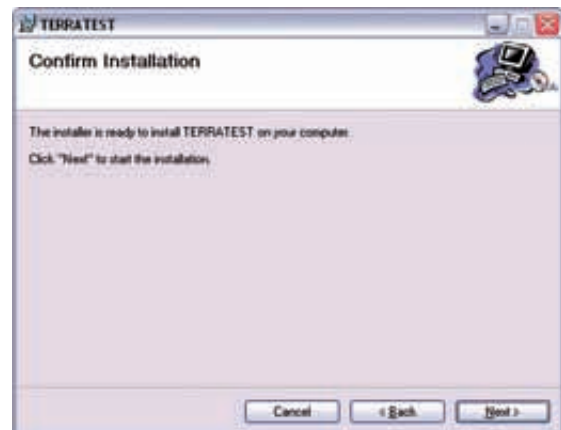 TERRATEST
Confirm Installation
The installer is ready to install TERRATEST on your computer.
Click "Next" to start the installation.
Cancel
< Back
Next >